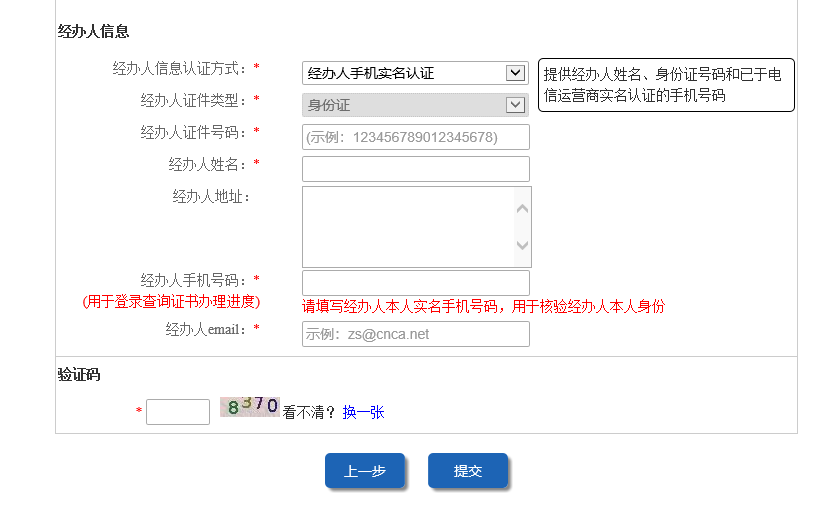 经办人信息
经办人信息认证方式：* 经办人手机实名认证
提供经办人姓名、身份证号码和已于电
信运营商实名认证的手机号码
经办人证件类型：* 身份证
经办人证件号码：* (示例：123456789012345678)
经办人姓名：*
经办人地址：
经办人手机号码：*
(用于登录查询证书办理进度) 请填写经办人本人实名手机号码，用于核验经办人本人身份
经办人email：* 示例：zs@cnca.net
验证码
* 8370 看不清？ 换一张
上一步 提交